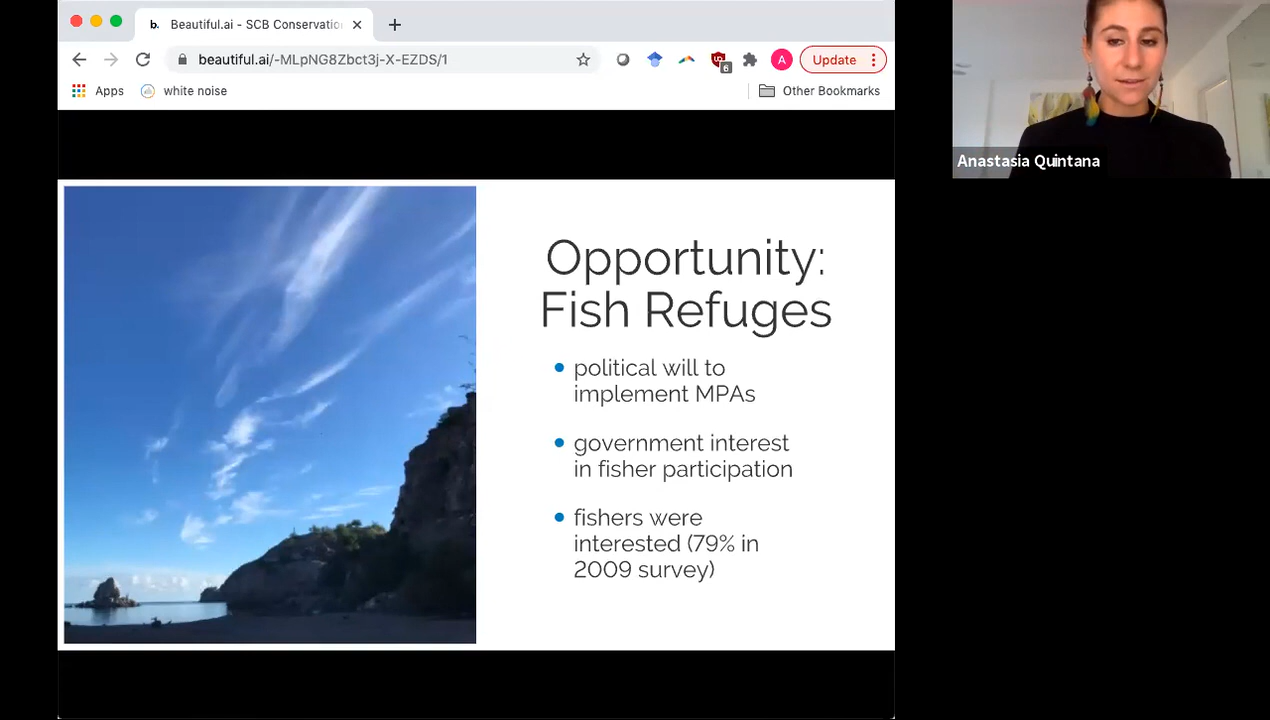 b. Beautiful.ai - SCB Conservatio
beautiful.ai/-MLpNG8Zbct3j-X-EZDS/1
6
A
Update
Apps
white noise
Other Bookmarks
Anastasia Quintana
Opportunity:
Fish Refuges
political will to
implement MPAs
government interest
in fisher participation
fishers were
interested (79% in
2009 survey)